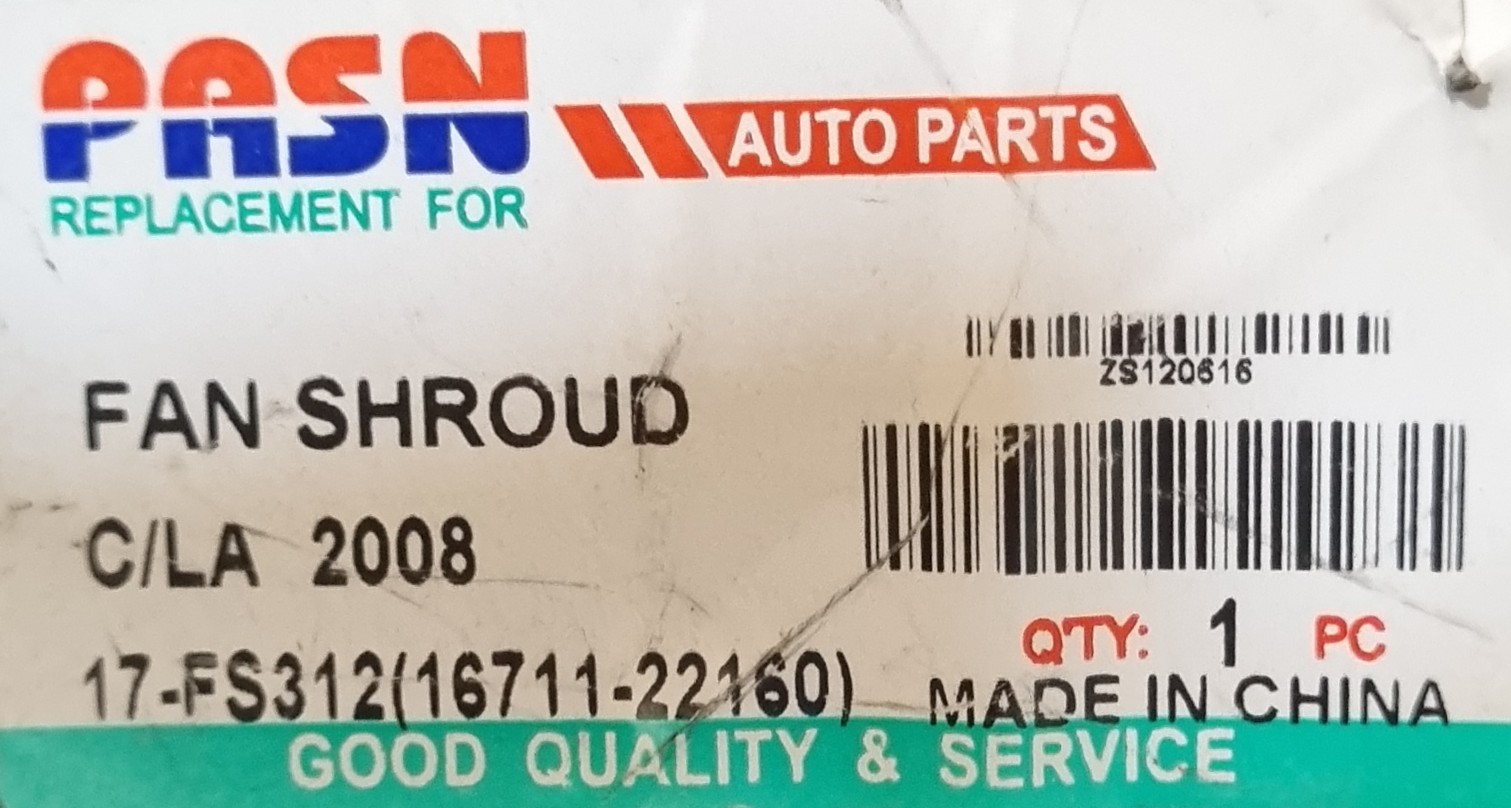 PASN
AUTO PARTS
REPLACEMENT FOR
ZS120616
FAN SHROUD
C/LA 2008
QTY: 1 PC
17-FS312(16711-22160)
MADE IN CHINA
GOOD QUALITY & SERVICE